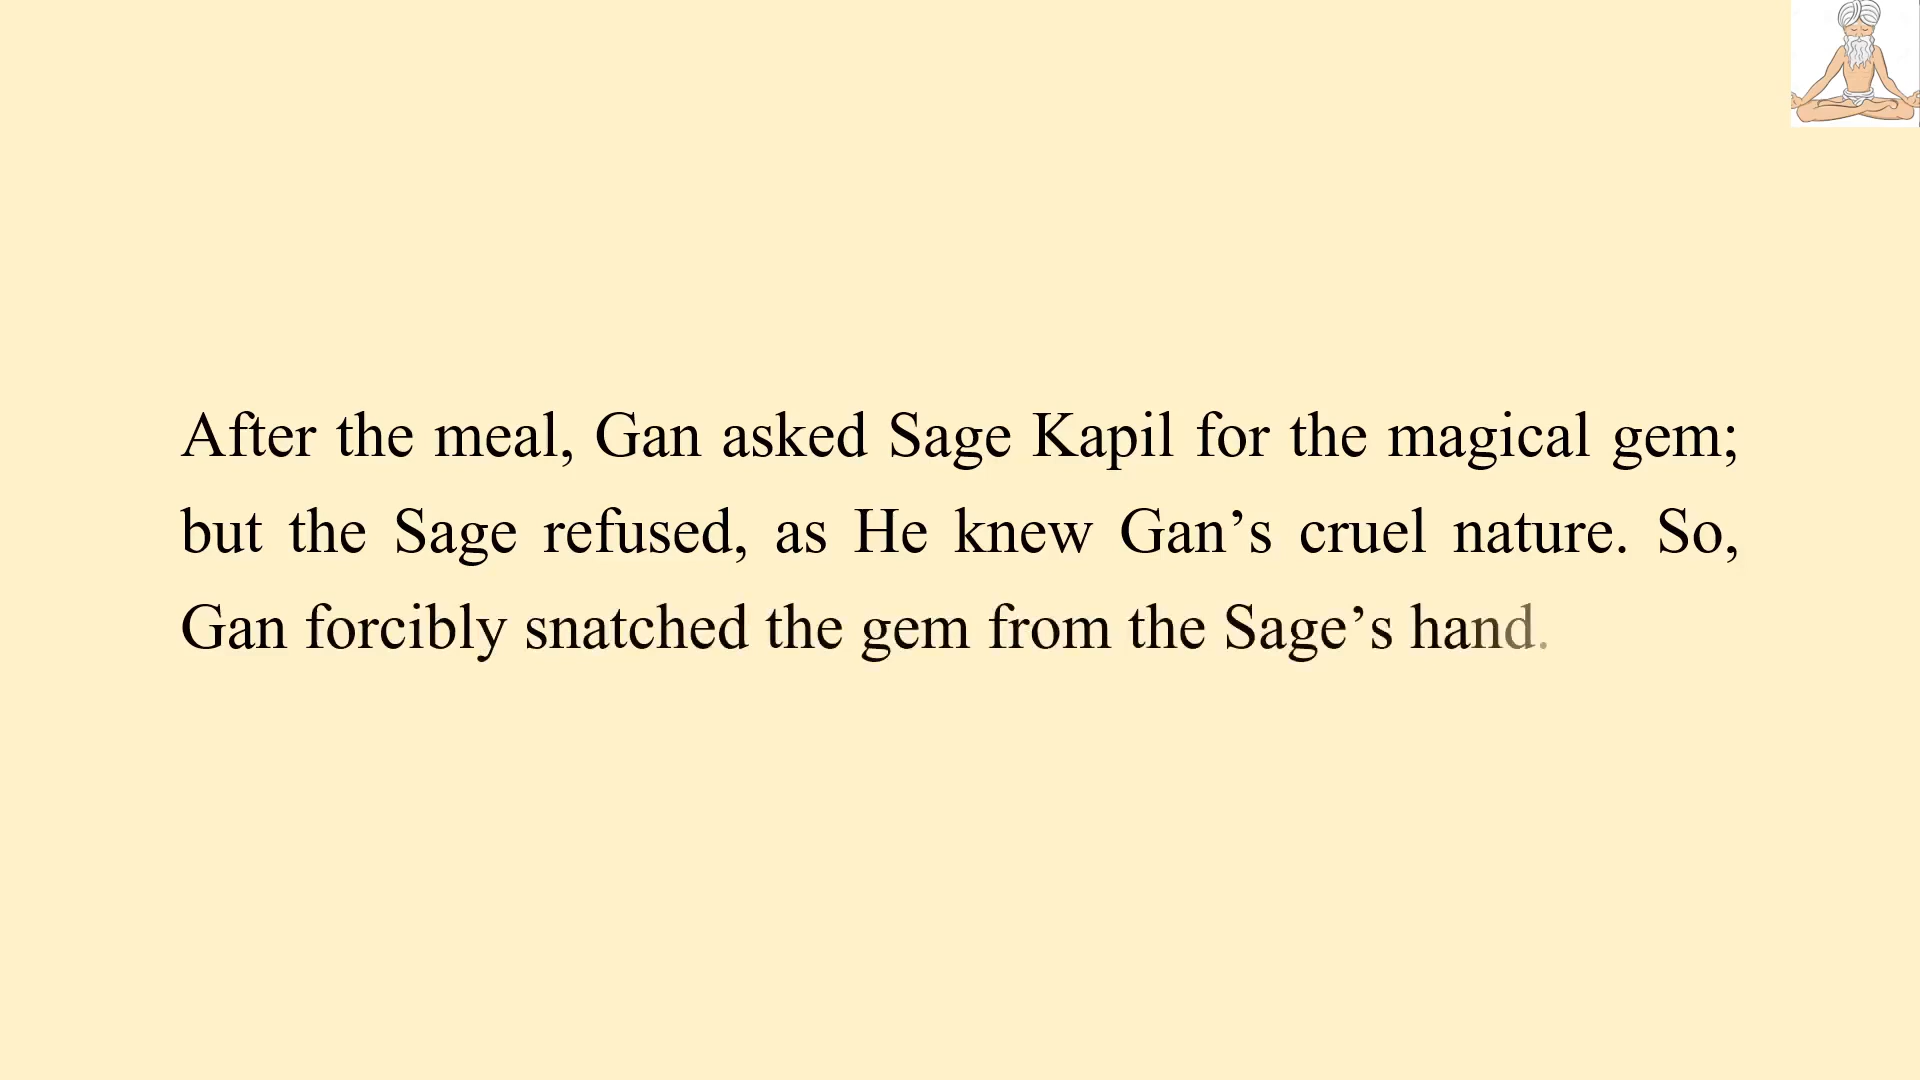 After the meal, Gan asked Sage Kapil for the magical gem;
but the Sage refused, as He knew Gan’s cruel nature. So,
Gan forcibly snatched the gem from the Sage’s hand.